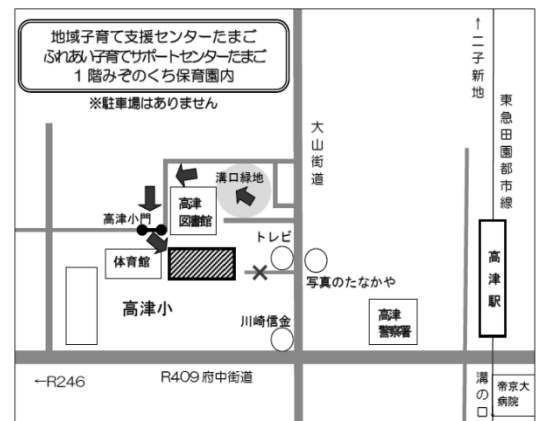 地域子育て支援センターたまご
ふれあい子育てサポートセンターたまご
1階みぞのくち保育園内
※駐車場はありません
↑二子新地
東急田園都市線
大山街道
溝口緑地
高津
図書館
高津小門
トレビ
体育館
写真のたなかや
高津駅
高津小
川崎信金
高津
警察署
←R246
R409 府中街道
溝の口
帝京大
病院